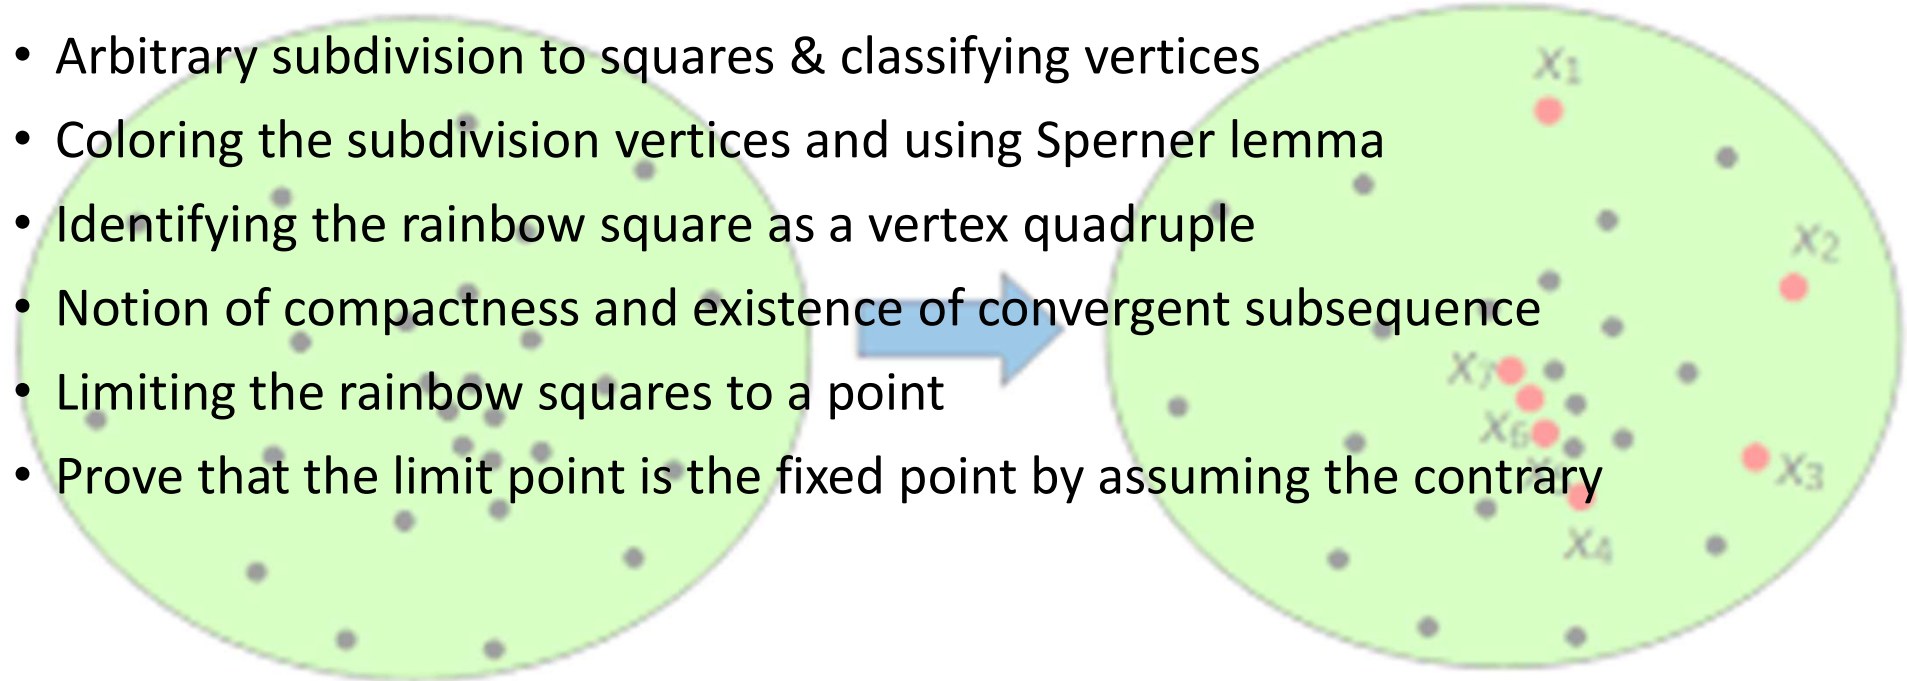 • Arbitrary subdivision to squares & classifying vertices
• Coloring the subdivision vertices and using Sperner lemma
• Identifying the rainbow square as a vertex quadruple
• Notion of compactness and existence of convergent subsequence
• Limiting the rainbow squares to a point
• Prove that the limit point is the fixed point by assuming the contrary
x₁
x₂
x₇
x₆
x₃
x₄